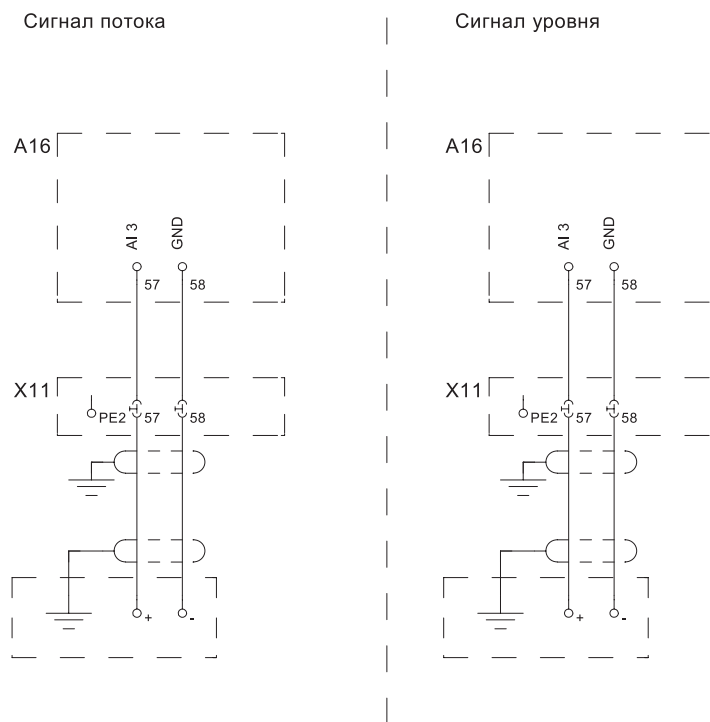 Сигнал потока
A16
AI 3
GND
57
58
X11
PE2
57
58
+
-
Сигнал уровня
A16
AI 3
GND
57
58
X11
PE2
57
58
+
-